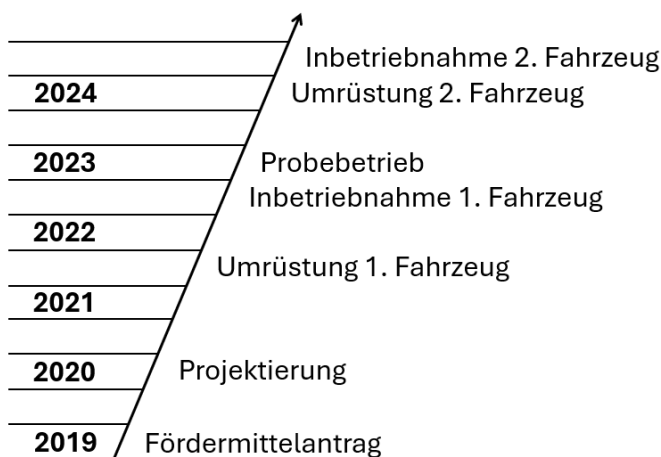 Inbetriebnahme 2. Fahrzeug
2024 Umrüstung 2. Fahrzeug
2023 Probebetrieb
Inbetriebnahme 1. Fahrzeug
2022
Umrüstung 1. Fahrzeug
2021
2020 Projektierung
2019 Fördermittelantrag